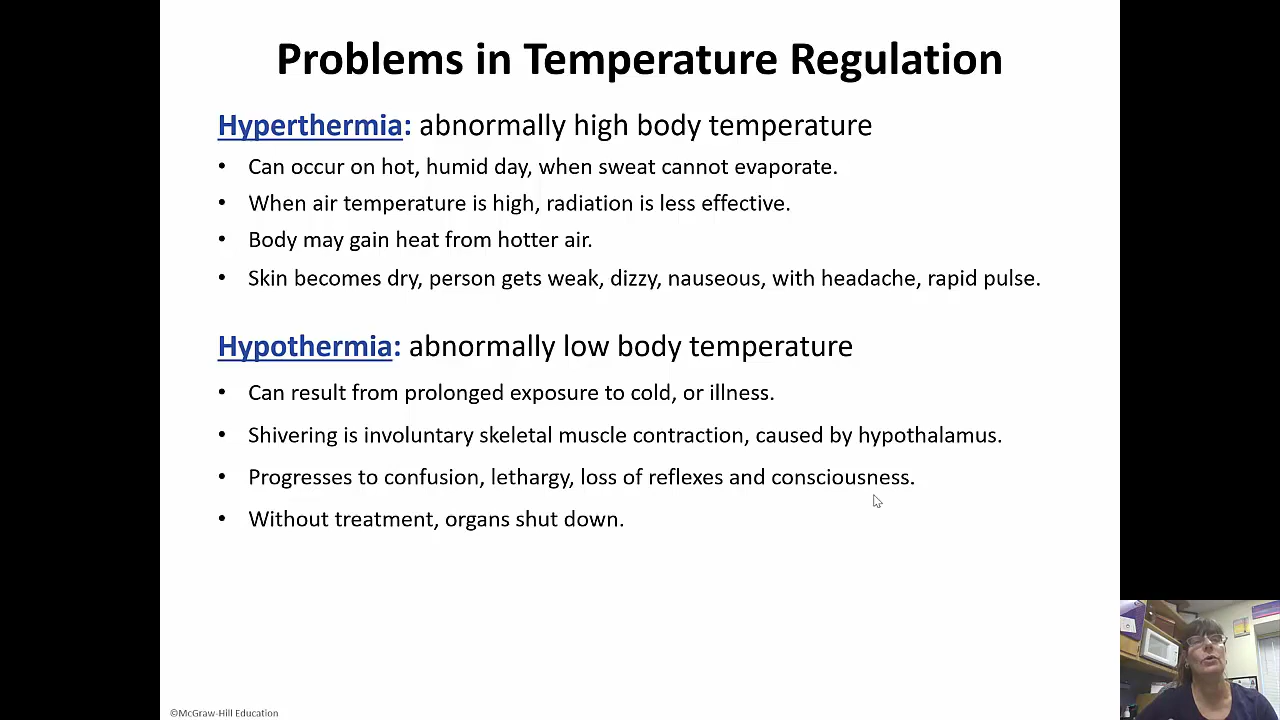 Problems in Temperature Regulation
Hyperthermia: abnormally high body temperature
• Can occur on hot, humid day, when sweat cannot evaporate.
• When air temperature is high, radiation is less effective.
• Body may gain heat from hotter air.
• Skin becomes dry, person gets weak, dizzy, nauseous, with headache, rapid pulse.
Hypothermia: abnormally low body temperature
• Can result from prolonged exposure to cold, or illness.
• Shivering is involuntary skeletal muscle contraction, caused by hypothalamus.
• Progresses to confusion, lethargy, loss of reflexes and consciousness.
• Without treatment, organs shut down.
©McGraw-Hill Education